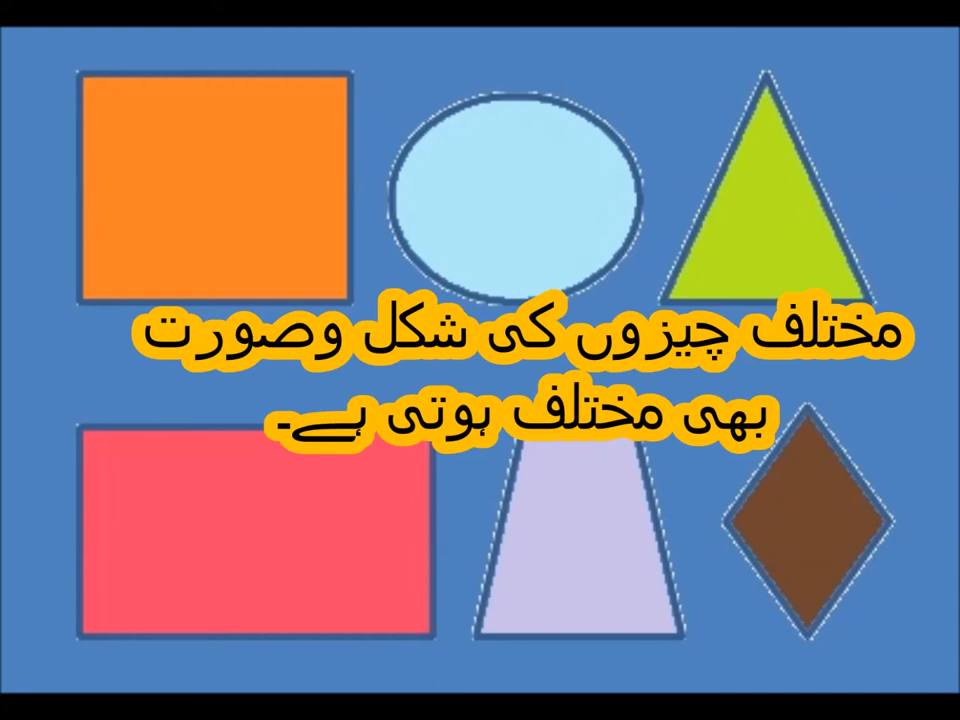 مختلف چیزوں کی شکل وصورت
بھی مختلف ہوتی ہے۔